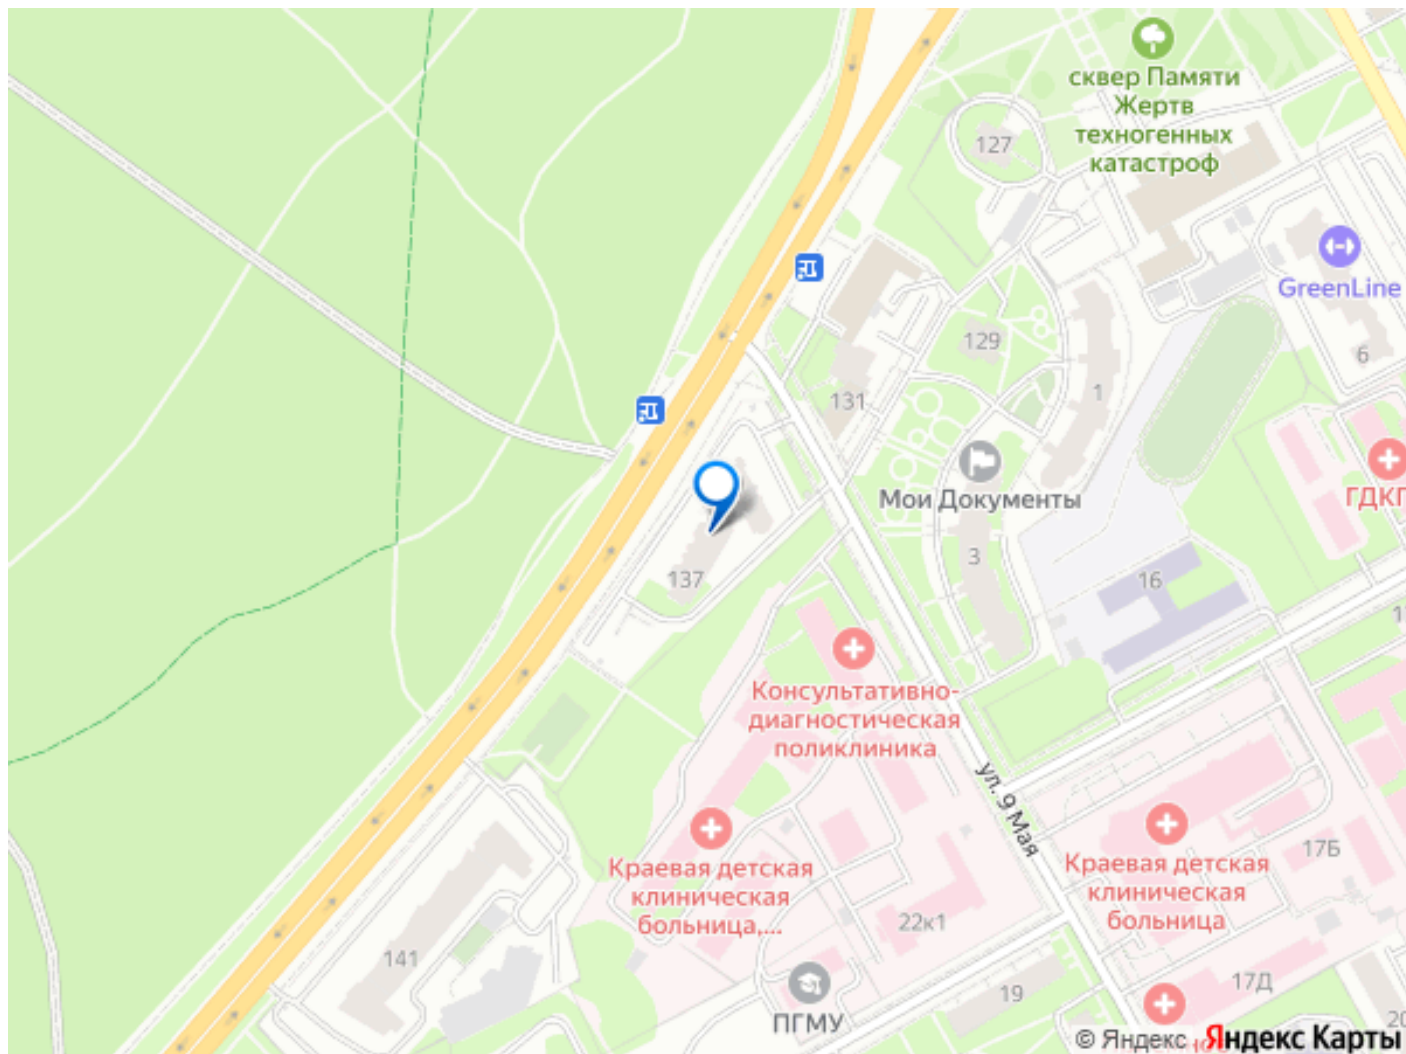 сквер Памяти
Жертв
техногенных
катастроф
127
GreenLine
6
129
131
1
Мои Документы
ГДКП
3
16
137
Консультативно-
диагностическая
поликлиника
ул. 9 Мая
Краевая детская
клиническая
больница,...
Краевая детская
клиническая
больница
17Б
22к1
141
17Д
19
ПГМУ
20
© Яндекс Яндекс Карты